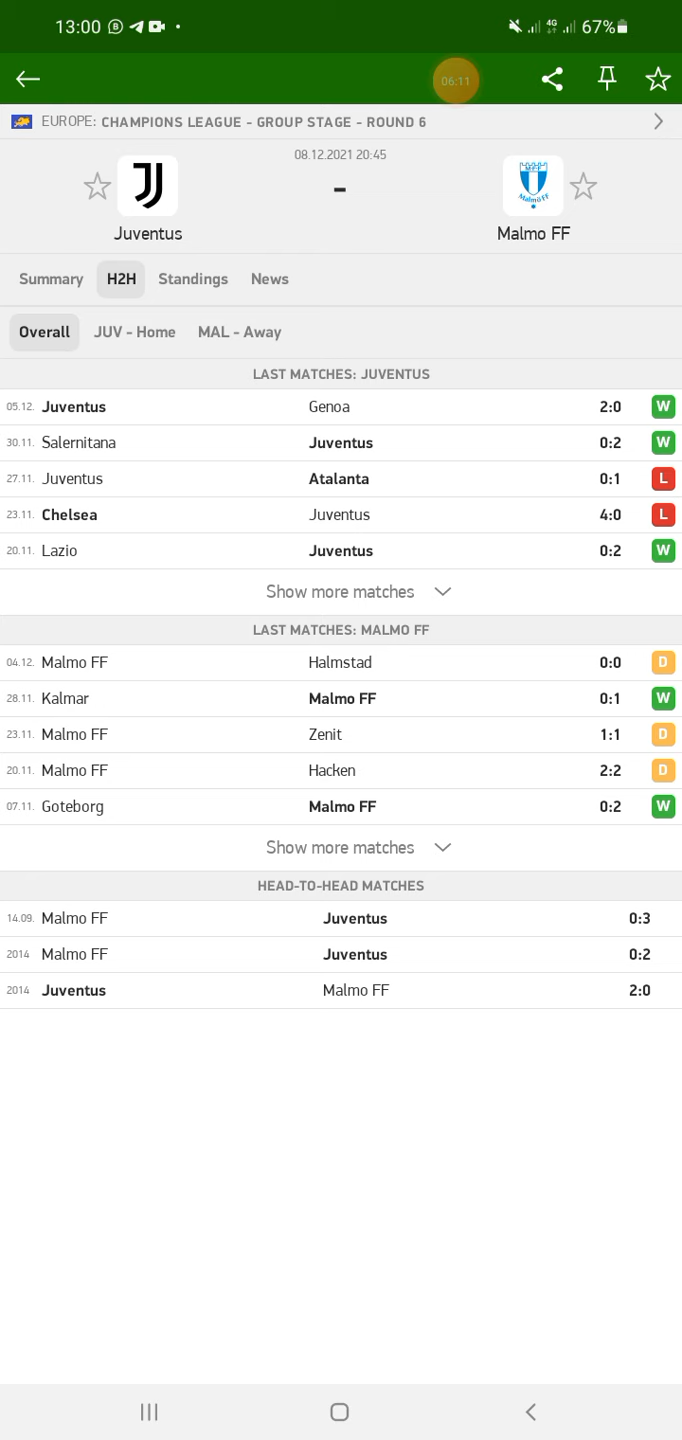 13:00 4G 67%
06:11
EUROPE: CHAMPIONS LEAGUE - GROUP STAGE - ROUND 6
08.12.2021 20:45
-
Juventus Malmo FF
Summary H2H Standings News
Overall JUV - Home MAL - Away
LAST MATCHES: JUVENTUS
05.12. Juventus Genoa 2:0 W
30.11. Salernitana Juventus 0:2 W
27.11. Juventus Atalanta 0:1 L
23.11. Chelsea Juventus 4:0 L
20.11. Lazio Juventus 0:2 W
Show more matches
LAST MATCHES: MALMO FF
04.12. Malmo FF Halmstad 0:0 D
28.11. Kalmar Malmo FF 0:1 W
23.11. Malmo FF Zenit 1:1 D
20.11. Malmo FF Hacken 2:2 D
07.11. Goteborg Malmo FF 0:2 W
Show more matches
HEAD-TO-HEAD MATCHES
14.09. Malmo FF Juventus 0:3
2014 Malmo FF Juventus 0:2
2014 Juventus Malmo FF 2:0